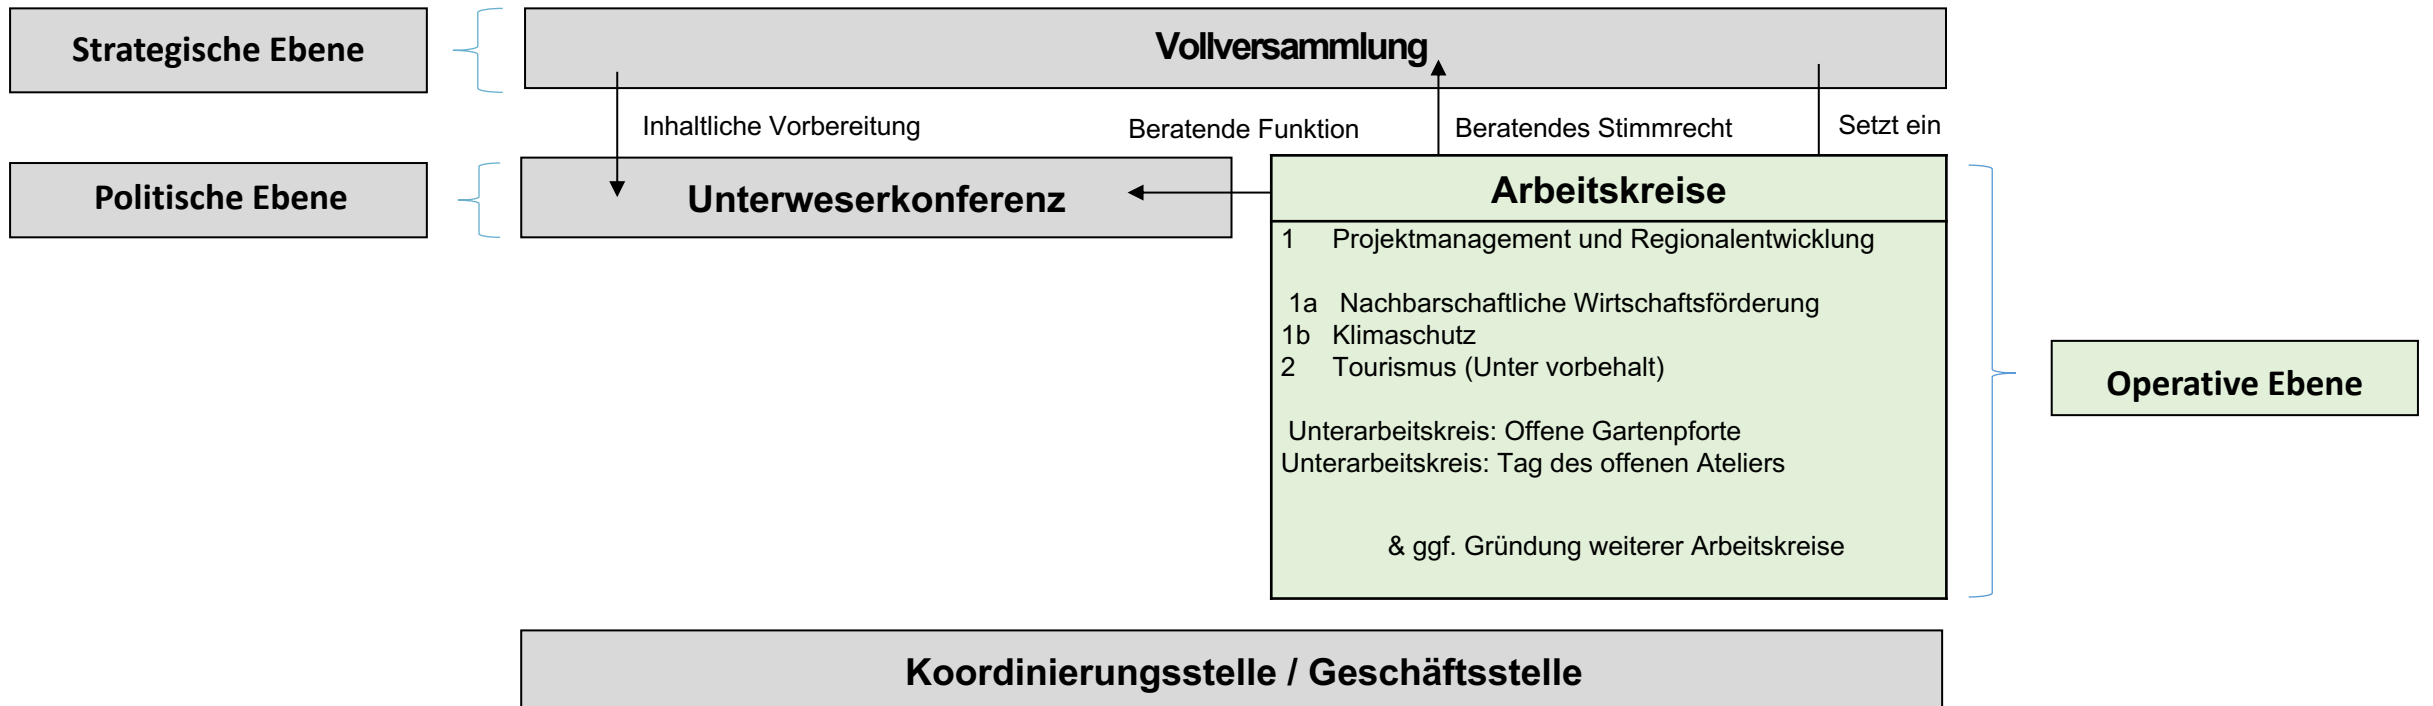 Strategische Ebene
Vollversammlung
Inhaltliche Vorbereitung
Beratende Funktion
Beratendes Stimmrecht
Setzt ein
Politische Ebene
Unterweserkonferenz
Arbeitskreise
1 Projektmanagement und Regionalentwicklung
1a Nachbarschaftliche Wirtschaftsförderung
1b Klimaschutz
2 Tourismus (Unter vorbehalt)
Unterarbeitskreis: Offene Gartenpforte
Unterarbeitskreis: Tag des offenen Ateliers
& ggf. Gründung weiterer Arbeitskreise
Operative Ebene
Koordinierungsstelle / Geschäftsstelle